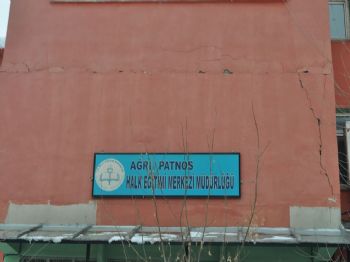 AĞRI PATNOS
HALK EĞİTİMİ MERKEZİ MÜDÜRLÜĞÜ